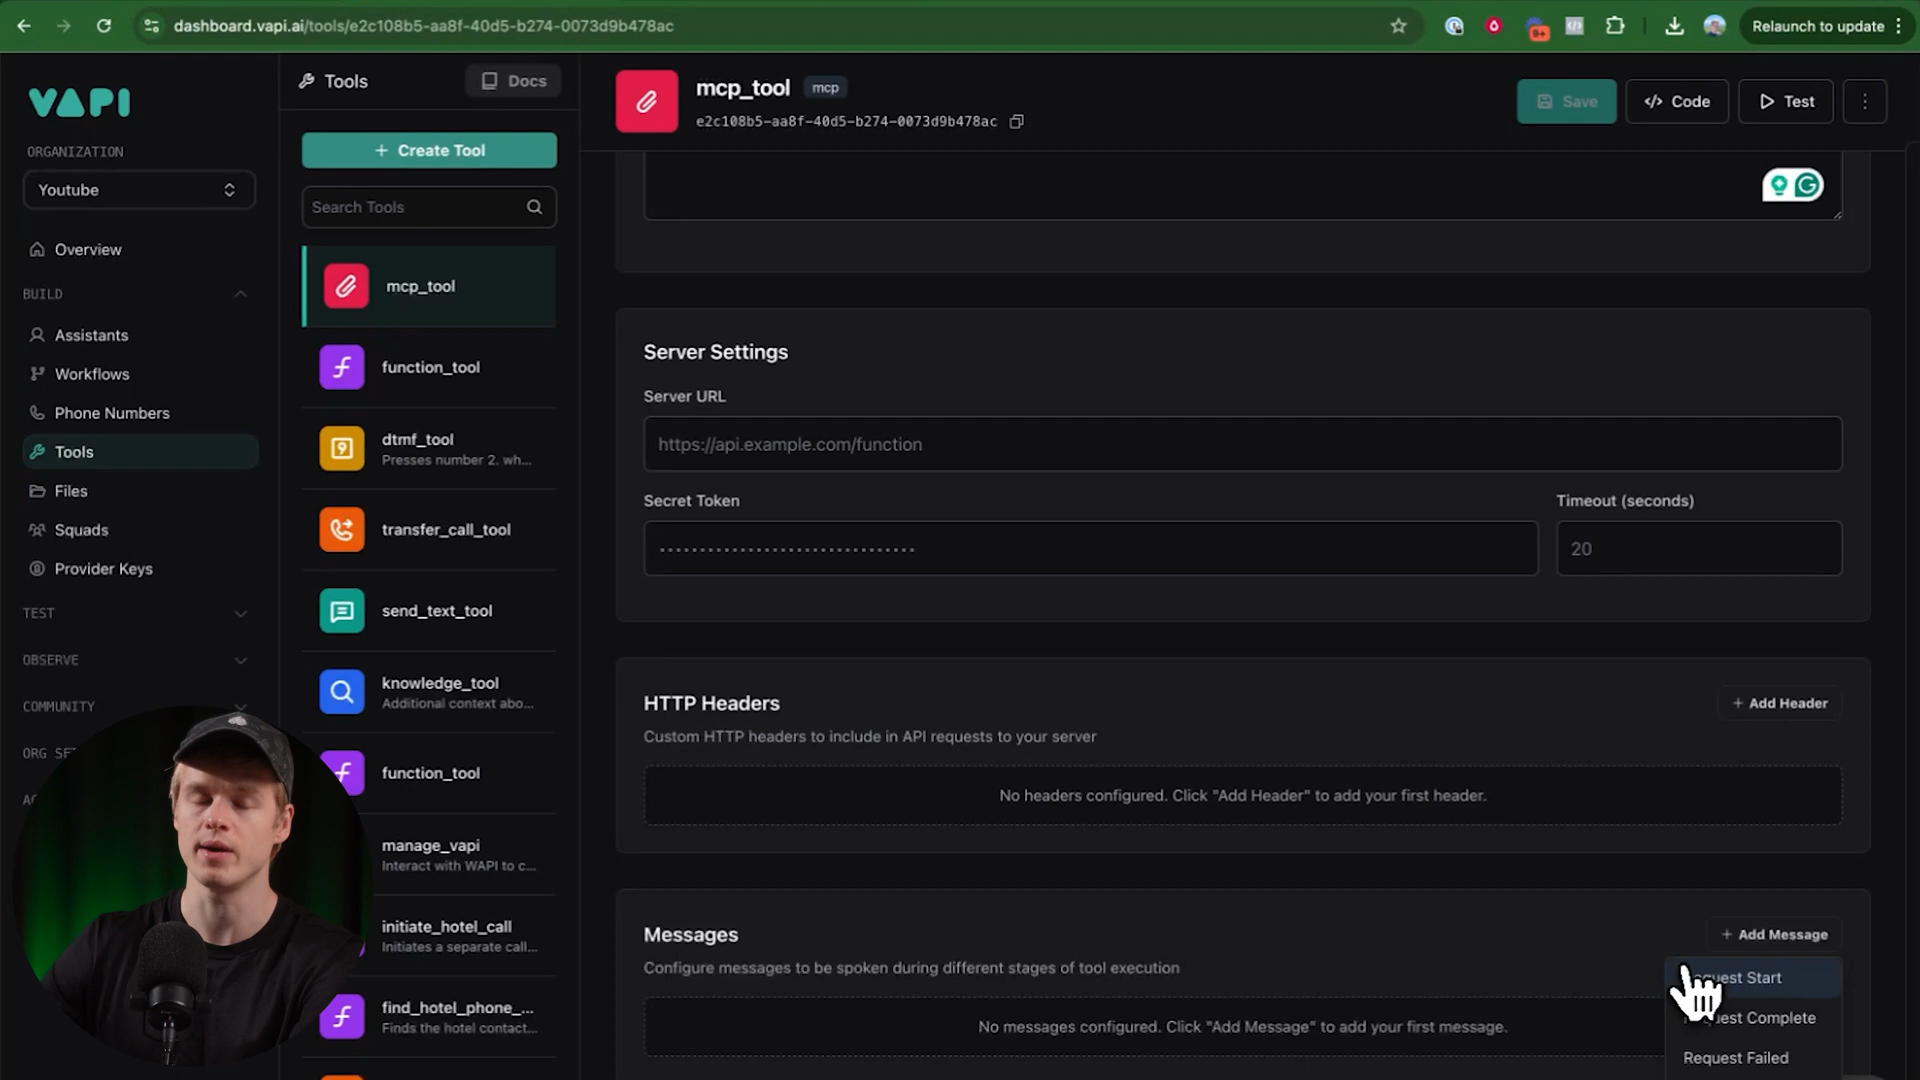 dashboard.vapi.ai/tools/e2c108b5-aa8f-40d5-b274-0073d9b478ac
9+
Relaunch to update
VAPI
ORGANIZATION
Youtube
Overview
BUILD
Assistants
Workflows
Phone Numbers
Tools
Files
Squads
Provider Keys
TEST
OBSERVE
COMMUNITY
ORG SE
Tools
Docs
+ Create Tool
Search Tools
mcp_tool
function_tool
dtmf_tool
Presses number 2. wh...
transfer_call_tool
send_text_tool
knowledge_tool
Additional context abo...
function_tool
manage_vapi
Interact with WAPI to c...
initiate_hotel_call
Initiates a separate call...
find_hotel_phone_...
Finds the hotel contact...
mcp_tool
mcp
e2c108b5-aa8f-40d5-b274-0073d9b478ac
Save
</> Code
Test
Server Settings
Server URL
https://api.example.com/function
Secret Token
Timeout (seconds)
20
HTTP Headers
+ Add Header
Custom HTTP headers to include in API requests to your server
No headers configured. Click "Add Header" to add your first header.
Messages
+ Add Message
Configure messages to be spoken during different stages of tool execution
No messages configured. Click "Add Message" to add your first message.
quest Start
quest Complete
Request Failed